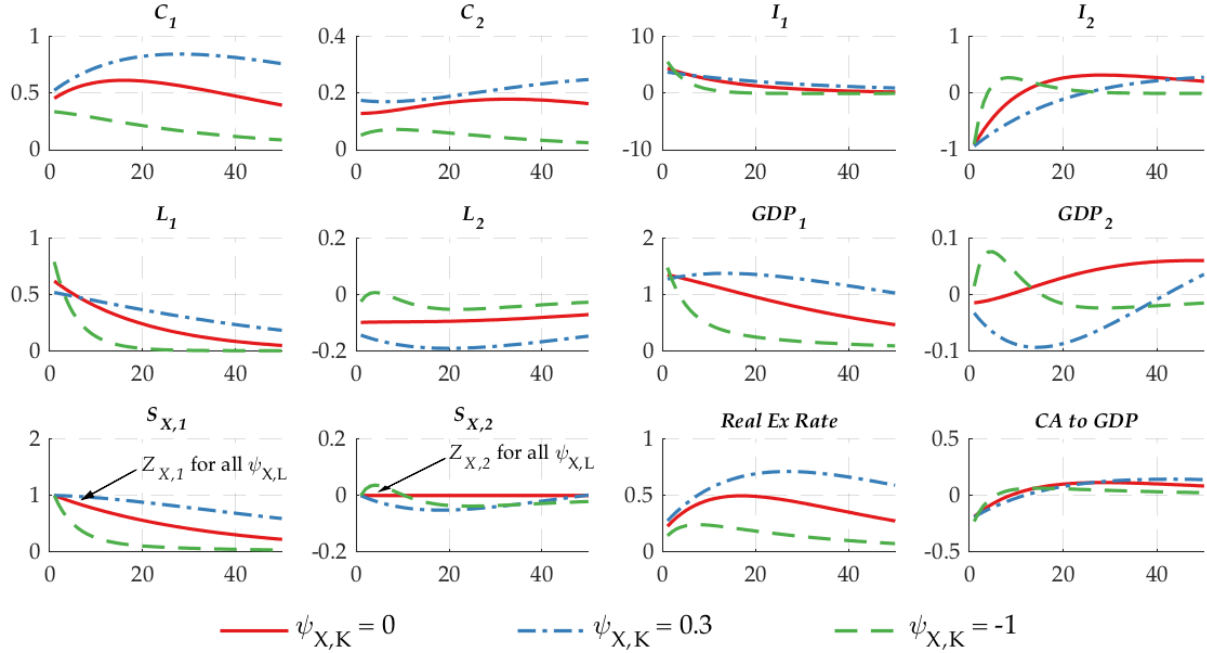 C1 C2 I1 I2
1 0.4 10 1
0.5 0.2 0 0
0 0 -10 -1
0 20 40 0 20 40 0 20 40 0 20 40
L1 L2 GDP1 GDP2
1 0.2 2 0.1
0.5 0 1 0
0 -0.2 0 -0.1
0 20 40 0 20 40 0 20 40 0 20 40
SX,1 SX,2 Real Ex Rate CA to GDP
2 0.2 1 0.5
ZX,1 for all ψX,L ZX,2 for all ψX,L
1 0 0.5 0
0 -0.2 0 -0.5
0 20 40 0 20 40 0 20 40 0 20 40
ψX,K = 0 ψX,K = 0.3 ψX,K = -1